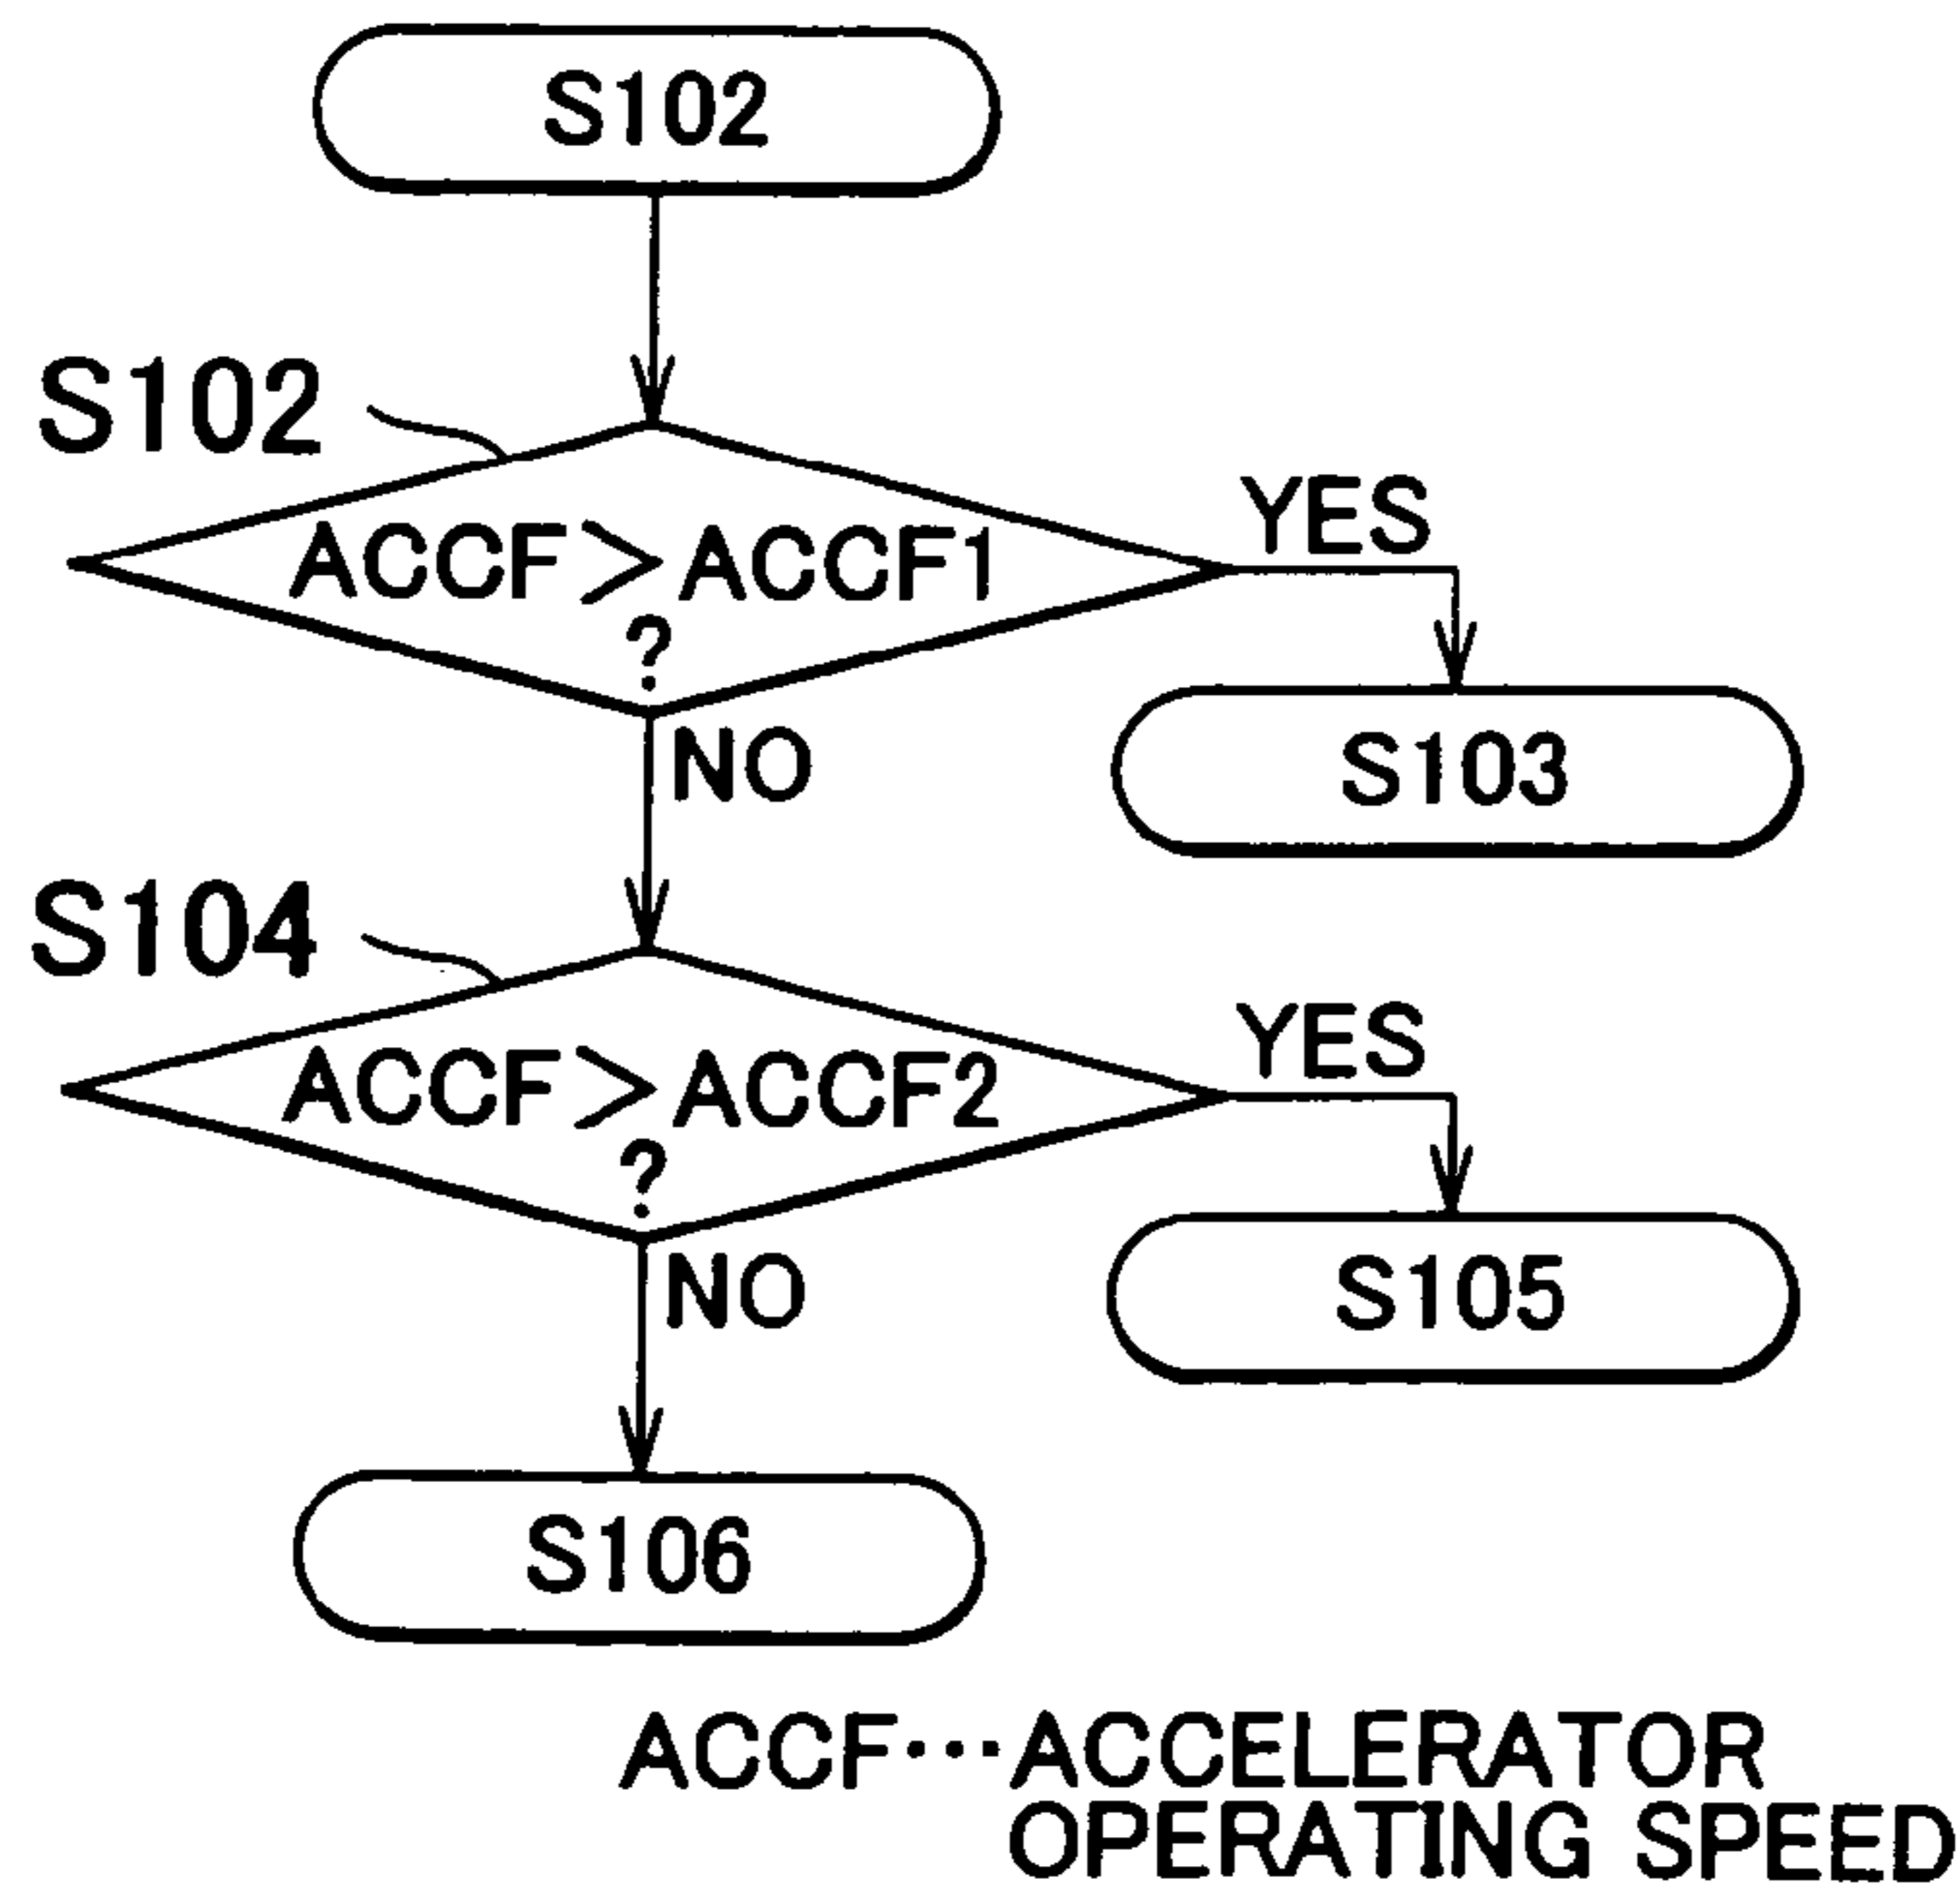 S102
S102
ACCF>ACCF1
?
YES
NO
S103
S104
ACCF>ACCF2
?
YES
NO
S105
S106
ACCF···ACCELERATOR
OPERATING SPEED